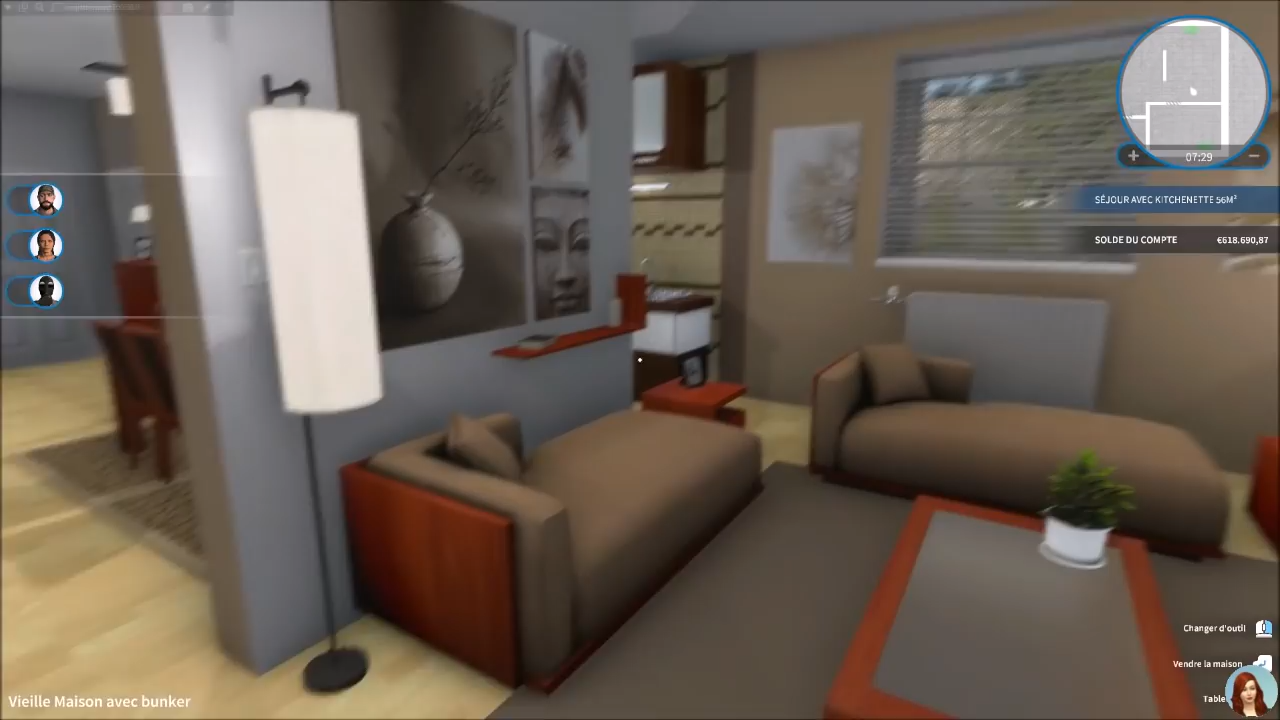 07:29
SÉJOUR AVEC KITCHENETTE 56M²
SOLDE DU COMPTE €618.690,87
Changer d'outil
Vendre la maison
Table
Vieille Maison avec bunker